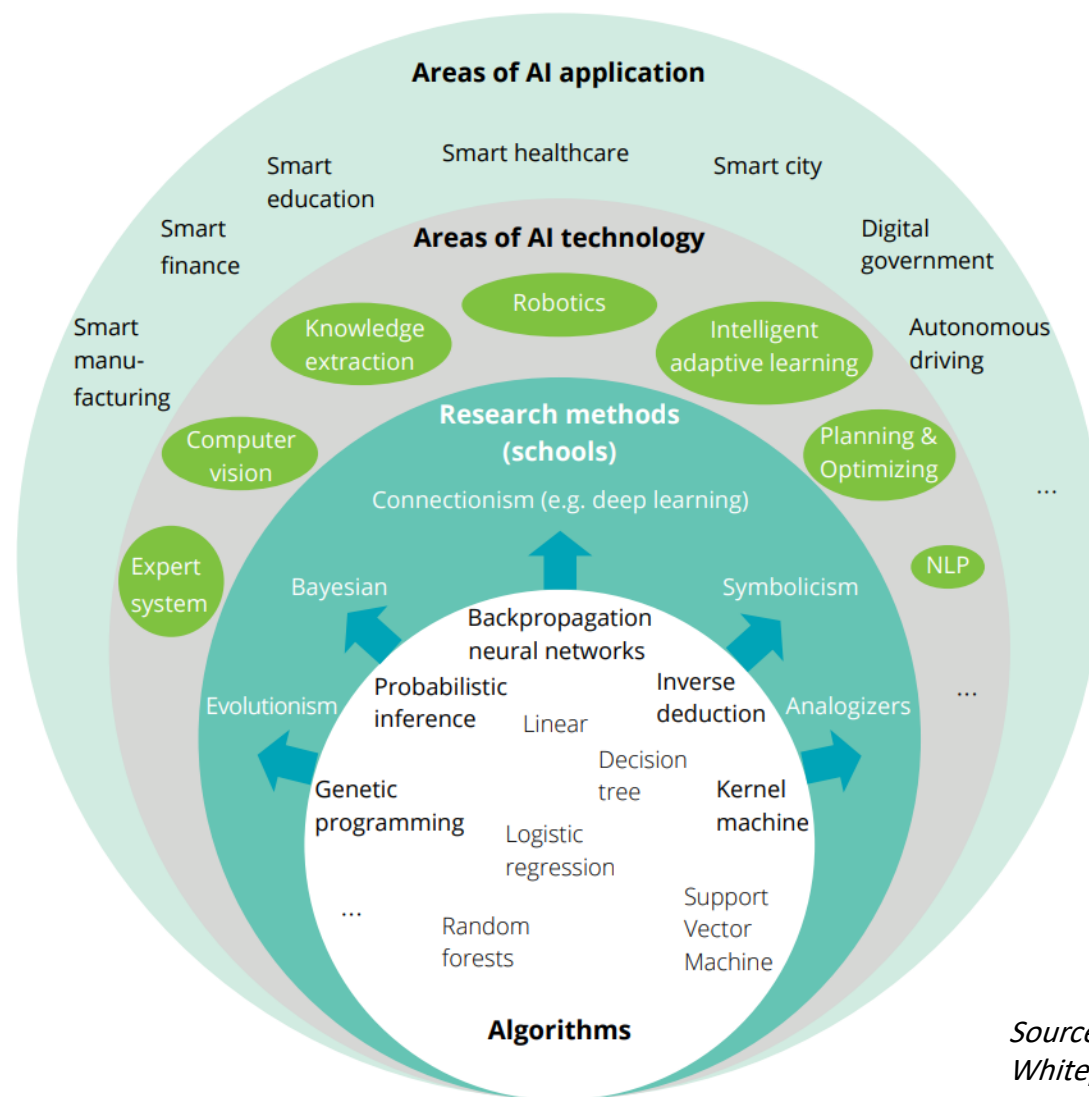 Areas of AI application
Smart healthcare
Smart
education
Smart city
Smart
finance
Digital
government
Smart
manu-
facturing
Autonomous
driving
...
Areas of AI technology
Robotics
Knowledge
extraction
Intelligent
adaptive learning
Computer
vision
Planning &
Optimizing
Expert
system
NLP
...
Research methods
(schools)
Connectionism (e.g. deep learning)
Bayesian
Symbolicism
Evolutionism
Analogizers
Backpropagation
neural networks
Probabilistic
inference
Inverse
deduction
Linear
Decision
tree
Genetic
programming
Kernel
machine
Logistic
regression
...
Random
forests
Support
Vector
Machine
Algorithms
Source